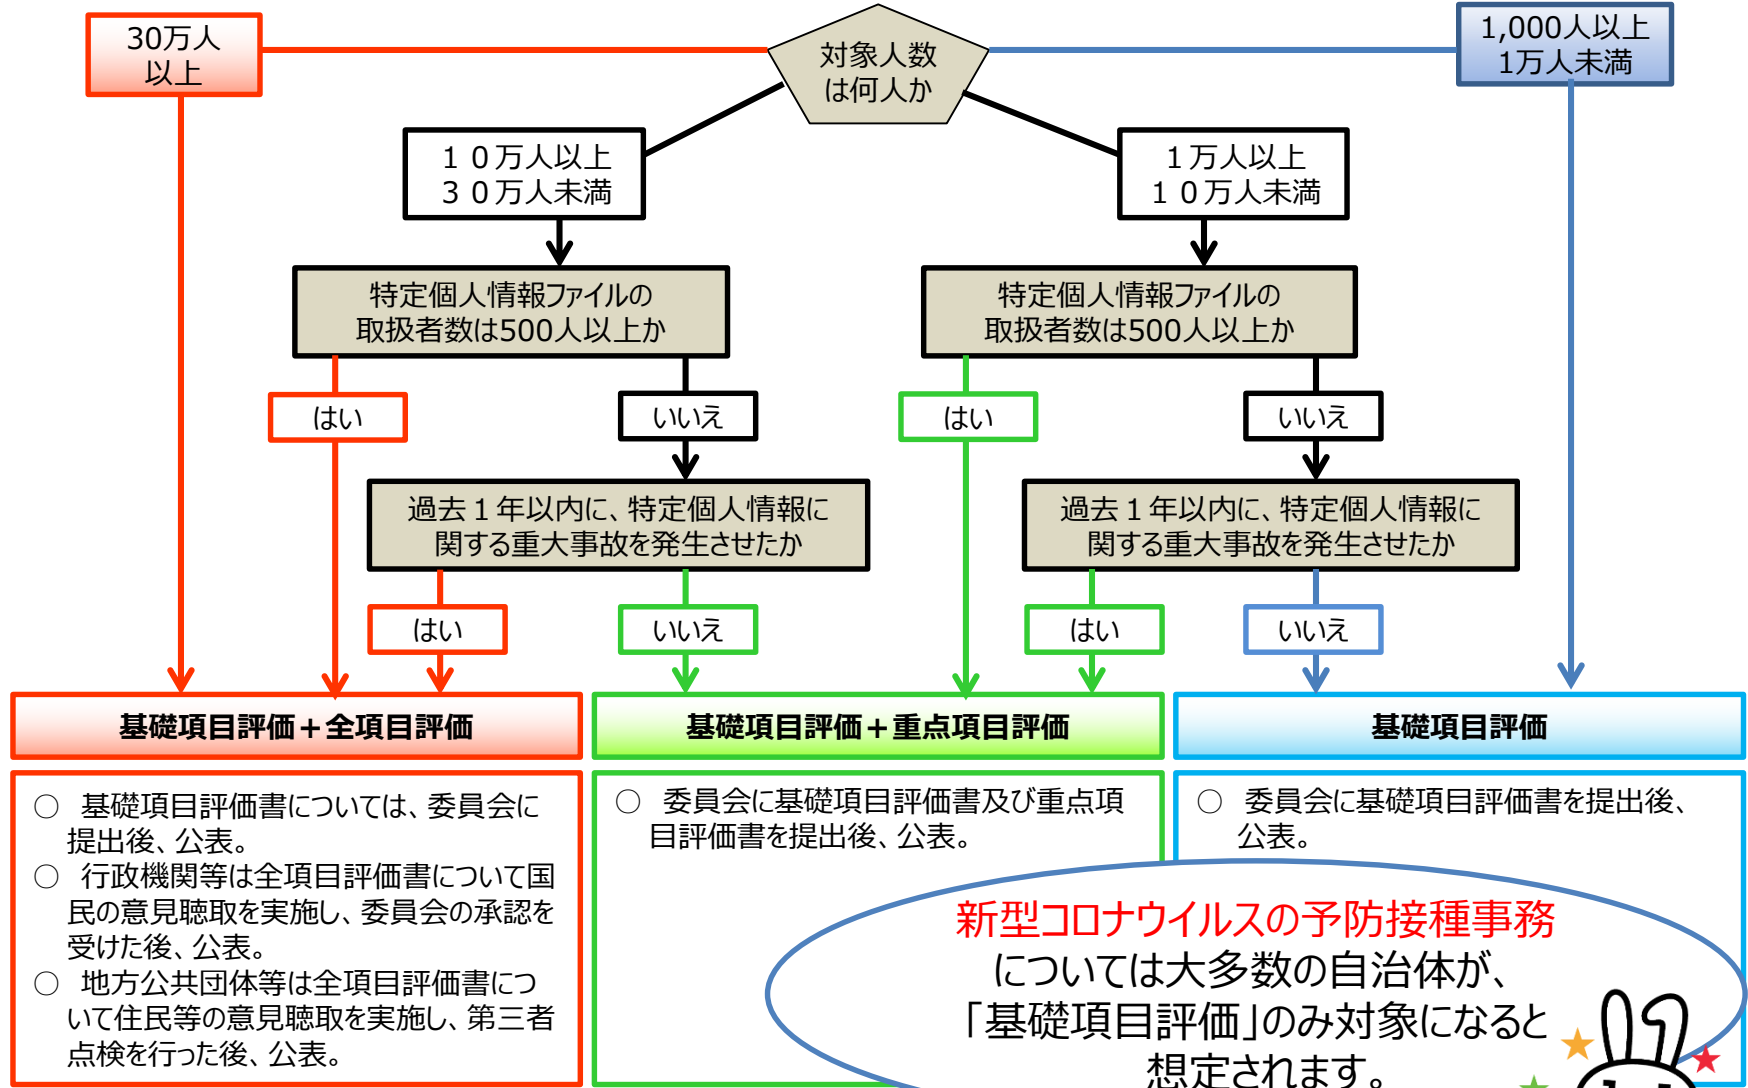 対象人数
は何人か
30万人
以上
1,000人以上
1万人未満
１０万人以上
３０万人未満
１万人以上
１０万人未満
特定個人情報ファイルの
取扱者数は500人以上か
特定個人情報ファイルの
取扱者数は500人以上か
はい
いいえ
はい
いいえ
過去１年以内に、特定個人情報に
関する重大事故を発生させたか
過去１年以内に、特定個人情報に
関する重大事故を発生させたか
はい
いいえ
はい
いいえ
基礎項目評価＋全項目評価
基礎項目評価＋重点項目評価
基礎項目評価
○ 基礎項目評価書については、委員会に
提出後、公表。
○ 行政機関等は全項目評価書について国
民の意見聴取を実施し、委員会の承認を
受けた後、公表。
○ 地方公共団体等は全項目評価書につ
いて住民等の意見聴取を実施し、第三者
点検を行った後、公表。
○ 委員会に基礎項目評価書及び重点項
目評価書を提出後、公表。
○ 委員会に基礎項目評価書を提出後、
公表。
新型コロナウイルスの予防接種事務
については大多数の自治体が、
「基礎項目評価」のみ対象になると
想定されます。